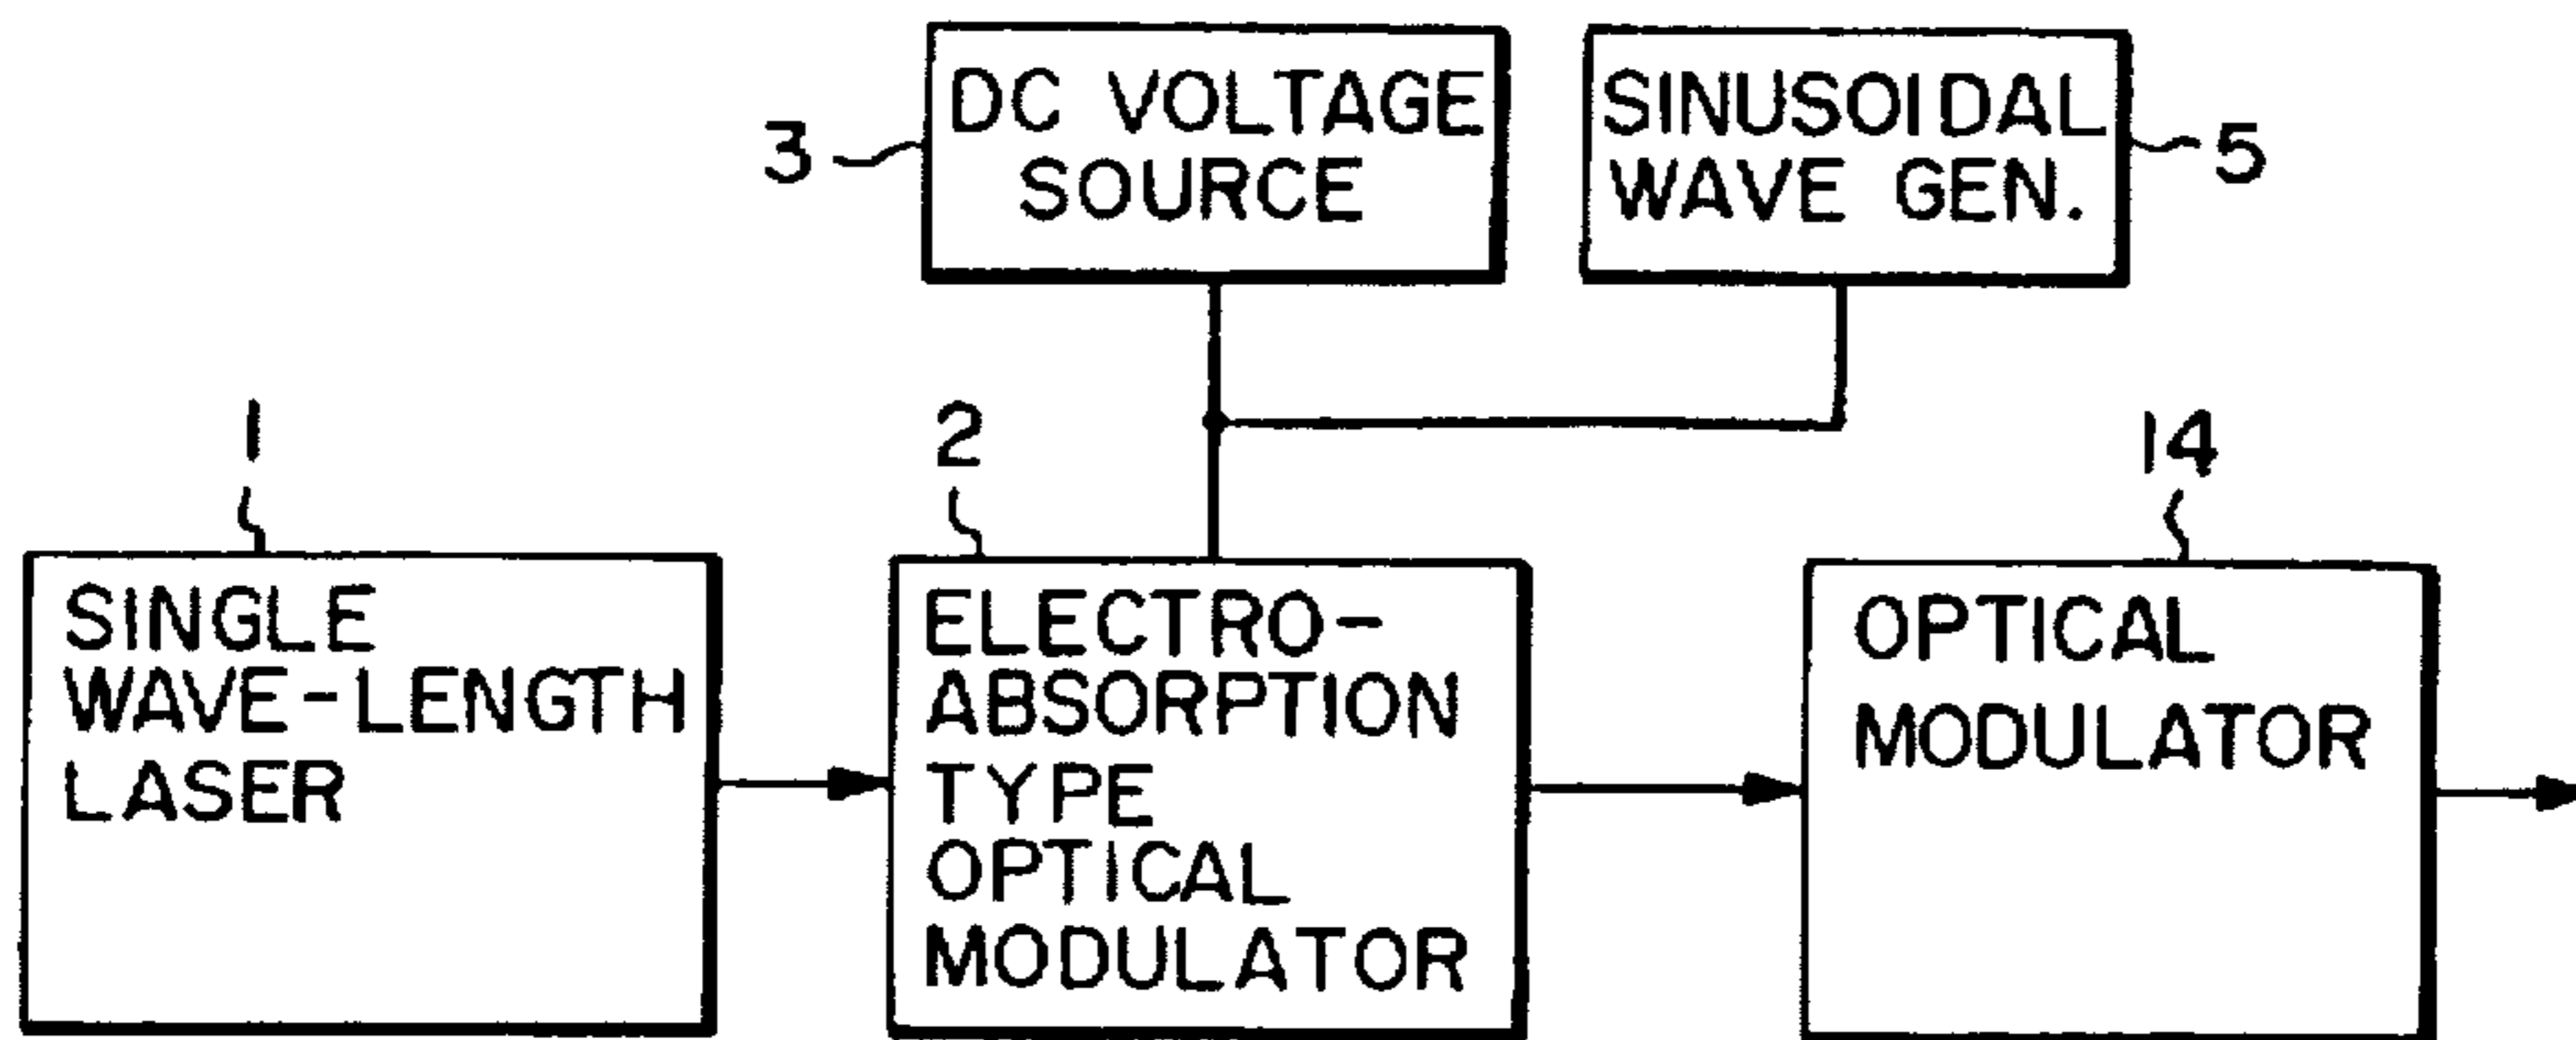 DC VOLTAGE
SOURCE
3
SINUSOIDAL
WAVE GEN.
5
1
2
14
SINGLE
WAVE-LENGTH
LASER
ELECTRO-
ABSORPTION
TYPE
OPTICAL
MODULATOR
OPTICAL
MODULATOR